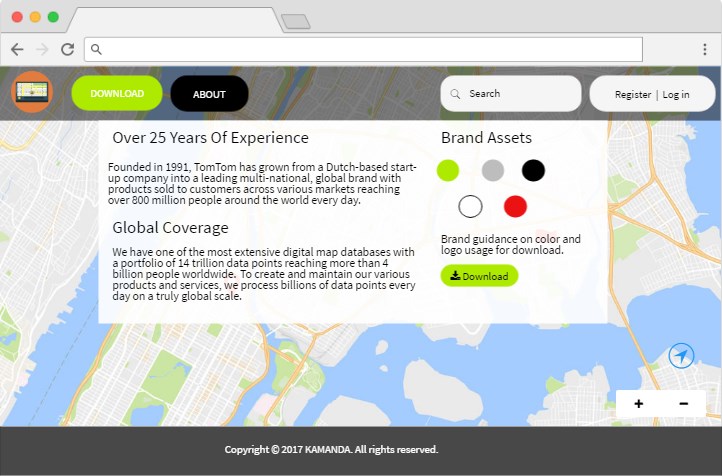 DOWNLOAD
ABOUT
Search
Register | Log in
Over 25 Years Of Experience
Founded in 1991, TomTom has grown from a Dutch-based start-
up company into a leading multi-national, global brand with
products sold to customers across various markets reaching
over 800 million people around the world every day.
Global Coverage
We have one of the most extensive digital map databases with
a portfolio of 14 trillion data points reaching more than 4
billion people worldwide. To create and maintain our various
products and services, we process billions of data points every
day on a truly global scale.
Brand Assets
Brand guidance on color and
logo usage for download.
Download
+ −
Copyright © 2017 KAMANDA. All rights reserved.